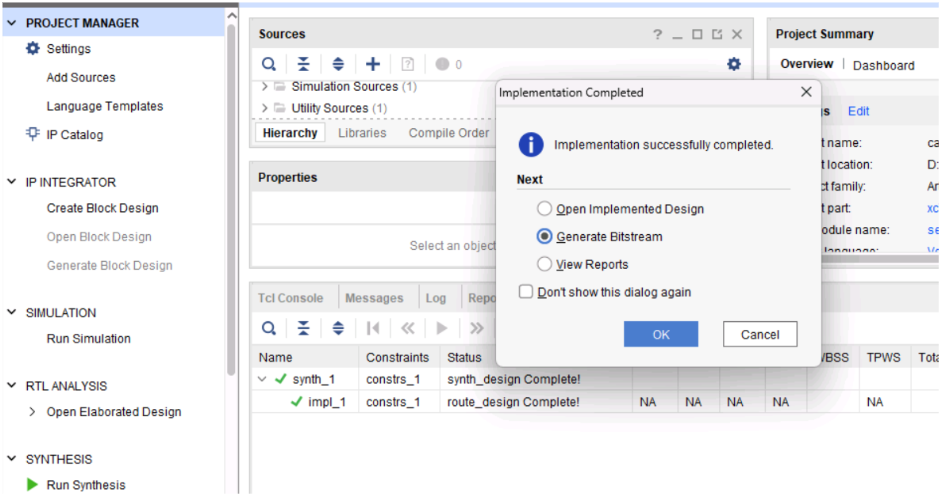 PROJECT MANAGER
Settings
Add Sources
Language Templates
IP Catalog
IP INTEGRATOR
Create Block Design
Open Block Design
Generate Block Design
SIMULATION
Run Simulation
RTL ANALYSIS
Open Elaborated Design
SYNTHESIS
Run Synthesis
Sources
?
0
Simulation Sources (1)
Utility Sources (1)
Hierarchy Libraries Compile Order
Properties
Select an object
Project Summary
Overview | Dashboard
Edit
t name: ca
t location: D:
ct family: Ar
t part: xc
odule name: se
Implementation Completed
Implementation successfully completed.
Next
Open Implemented Design
Generate Bitstream
View Reports
Don't show this dialog again
OK Cancel
Tcl Console Messages Log Repo
Name Constraints Status VBSS TPWS Tota
synth_1 constrs_1 synth_design Complete!
impl_1 constrs_1 route_design Complete! NA NA NA NA NA